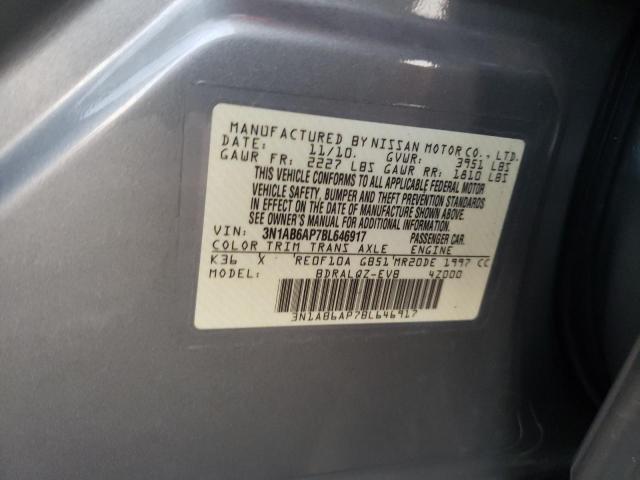 MANUFACTURED BY NISSAN MOTOR CO., LTD.
DATE: 11/10. GVWR: 3951 LBS
GAWR FR: 2227 LBS GAWR RR: 1810 LBS
THIS VEHICLE CONFORMS TO ALL APPLICABLE FEDERAL MOTOR
VEHICLE SAFETY, BUMPER AND THEFT PREVENTION STANDARDS
IN EFFECT ON THE DATE OF MANUFACTURE SHOWN ABOVE.
SEE OWNER'S MANUAL FOR ADDITIONAL INFORMATION.
VIN: 3N1AB6AP7BL646917 PASSENGER CAR.
COLOR TRIM TRANS AXLE ENGINE
K36 X RE0F10A G851 MR20DE 1997 CC
MODEL: BDRALQZ-EVB 4Z000
3N1AB6AP7BL646917